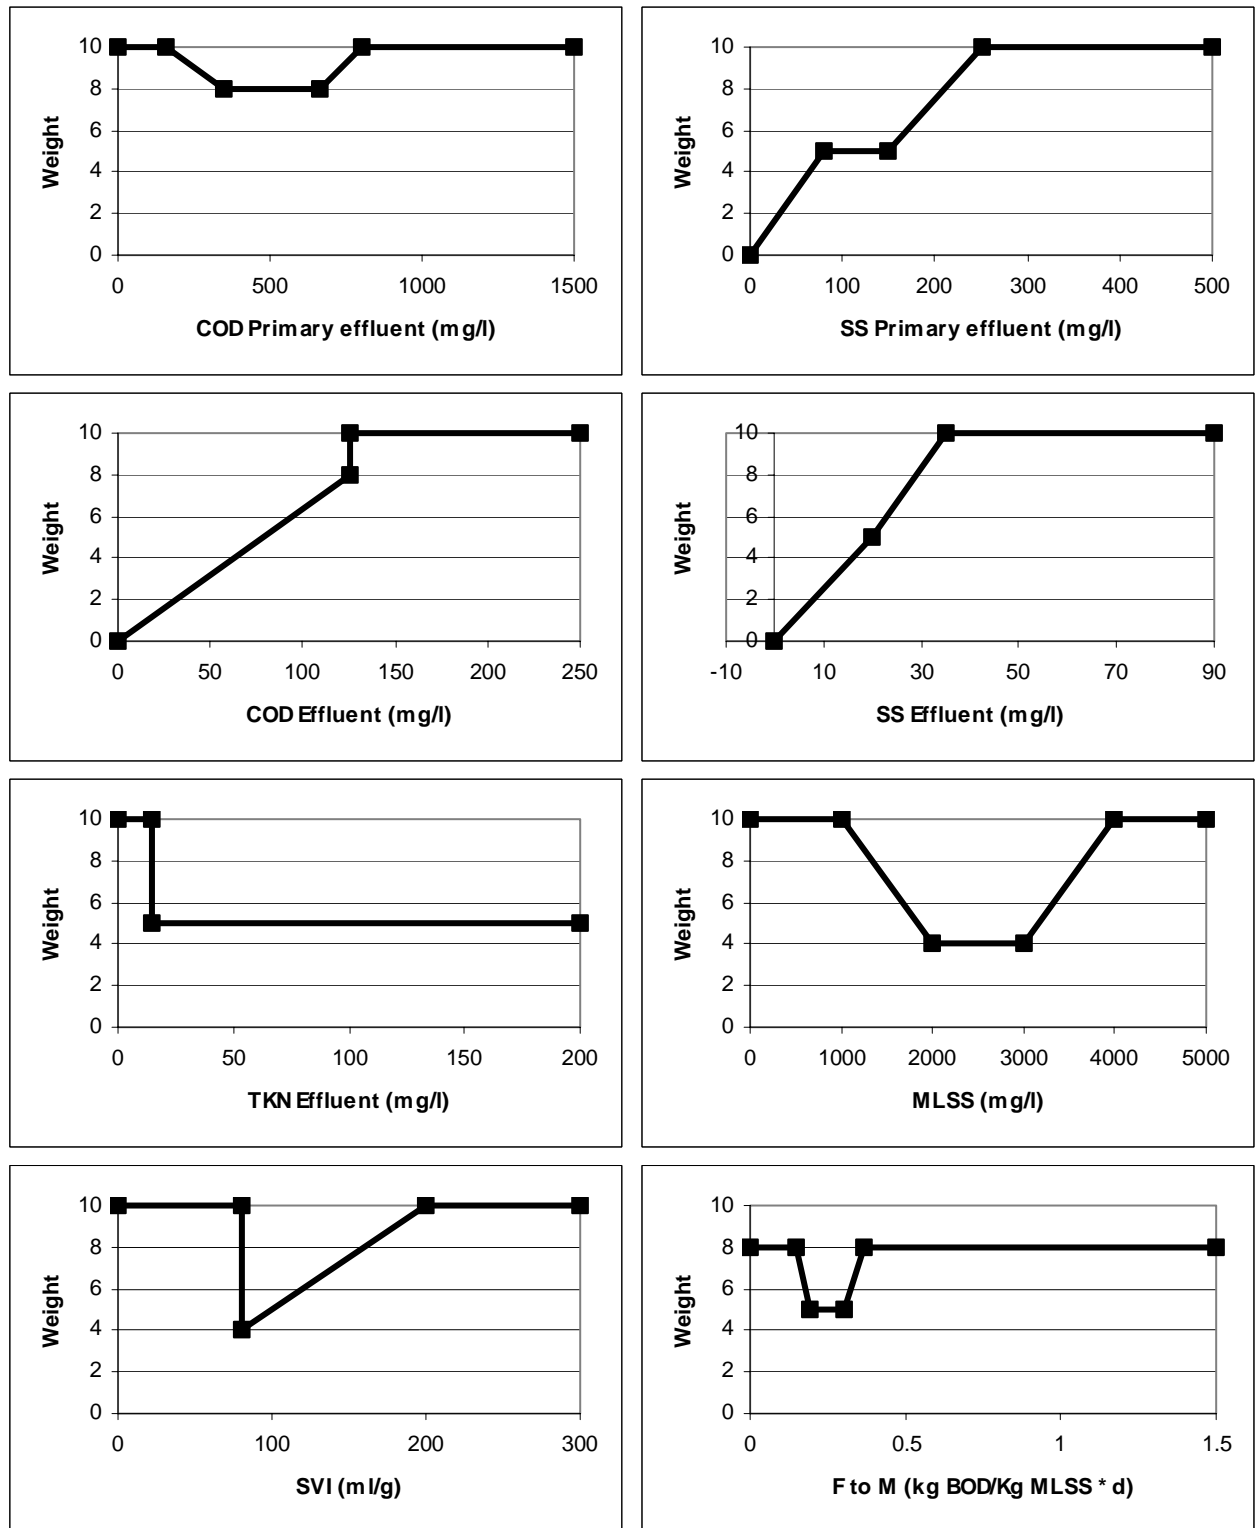 10
8
6
4
2
0
Weight
0 500 1000 1500
COD Primary effluent (mg/l)
10
8
6
4
2
0
Weight
0 100 200 300 400 500
SS Primary effluent (mg/l)
10
8
6
4
2
0
Weight
0 50 100 150 200 250
COD Effluent (mg/l)
10
8
6
4
2
0
Weight
-10 10 30 50 70 90
SS Effluent (mg/l)
10
8
6
4
2
0
Weight
0 50 100 150 200
TKN Effluent (mg/l)
10
8
6
4
2
0
Weight
0 1000 2000 3000 4000 5000
MLSS (mg/l)
10
8
6
4
2
0
Weight
0 100 200 300
SVI (ml/g)
10
8
6
4
2
0
Weight
0 0.5 1 1.5
F to M (kg BOD/Kg MLSS * d)